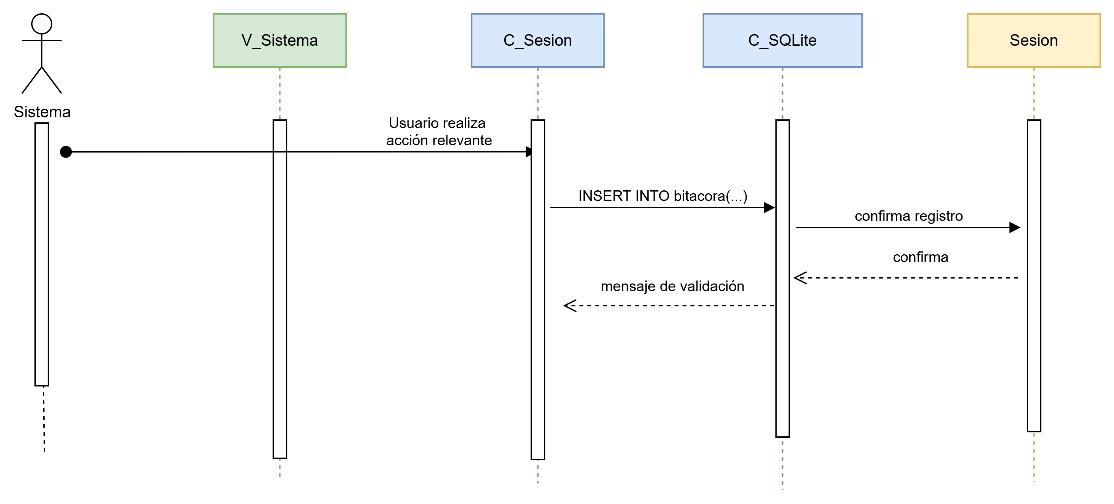 V_Sistema
C_Sesion
C_SQLite
Sesion
Sistema
Usuario realiza
acción relevante
INSERT INTO bitacora(...)
confirma registro
confirma
mensaje de validación